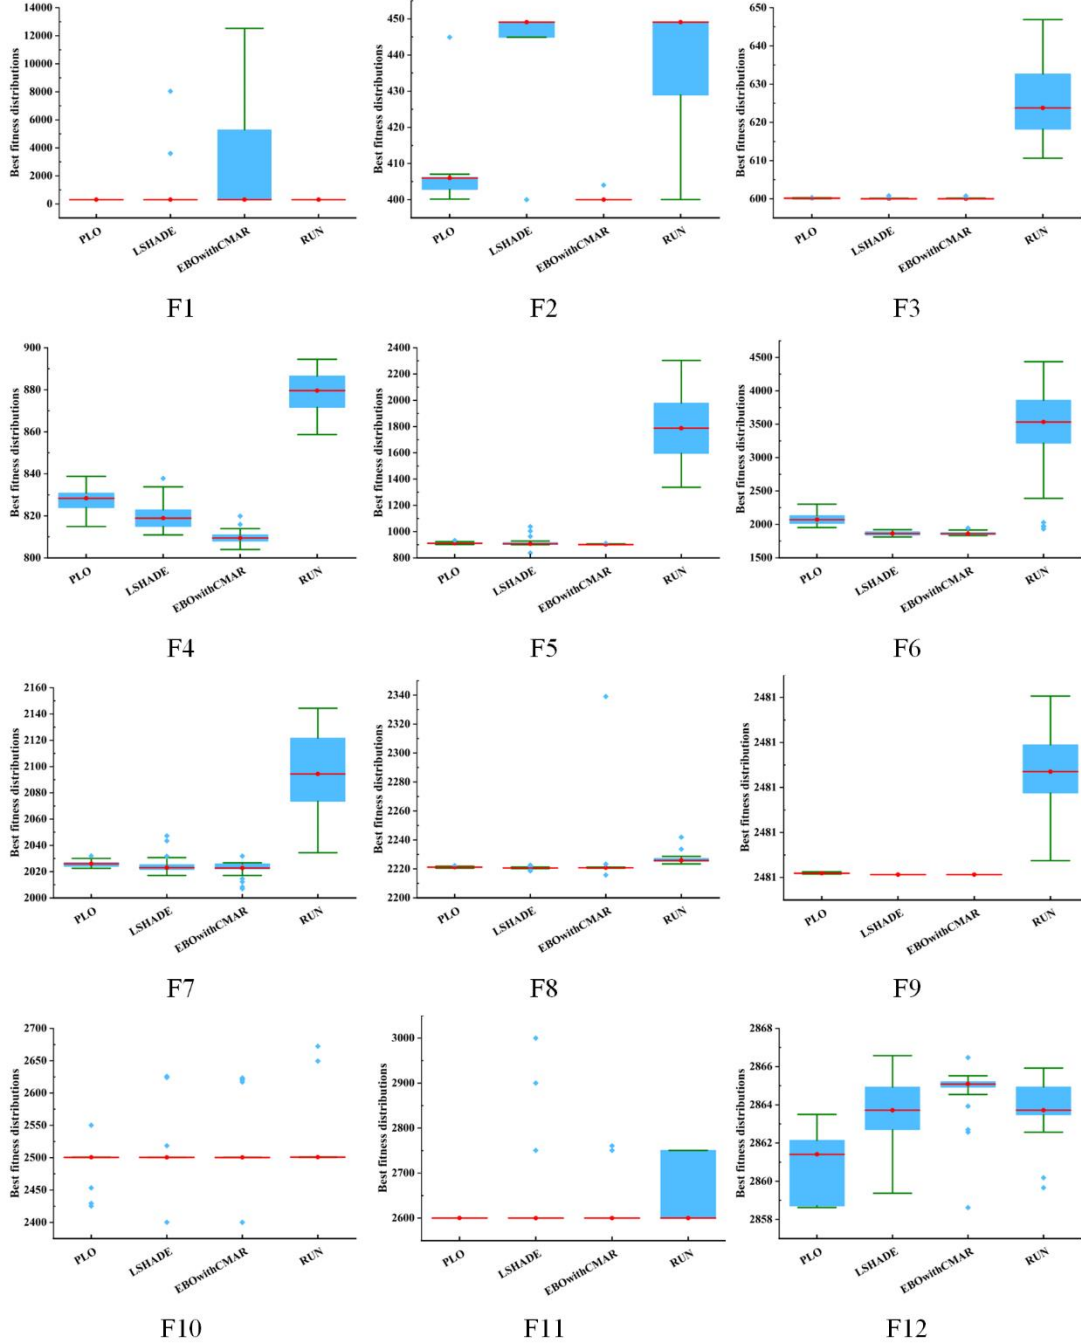 14000
12000
10000
8000
6000
4000
2000
0
Best fitness distributions
PLO
LSHADE
EBOwithCMAR
RUN
F1
450
440
430
420
410
400
Best fitness distributions
PLO
LSHADE
EBOwithCMAR
RUN
F2
650
640
630
620
610
600
Best fitness distributions
PLO
LSHADE
EBOwithCMAR
RUN
F3
900
880
860
840
820
800
Best fitness distributions
PLO
LSHADE
EBOwithCMAR
RUN
F4
2400
2200
2000
1800
1600
1400
1200
1000
800
Best fitness distributions
PLO
LSHADE
EBOwithCMAR
RUN
F5
4500
4000
3500
3000
2500
2000
1500
Best fitness distributions
PLO
LSHADE
EBOwithCMAR
RUN
F6
2160
2140
2120
2100
2080
2060
2040
2020
2000
Best fitness distributions
PLO
LSHADE
EBOwithCMAR
RUN
F7
2340
2320
2300
2280
2260
2240
2220
2200
Best fitness distributions
PLO
LSHADE
EBOwithCMAR
RUN
F8
2481
2481
2481
2481
2481
Best fitness distributions
PLO
LSHADE
EBOwithCMAR
RUN
F9
2700
2650
2600
2550
2500
2450
2400
Best fitness distributions
PLO
LSHADE
EBOwithCMAR
RUN
F10
3000
2900
2800
2700
2600
Best fitness distributions
PLO
LSHADE
EBOwithCMAR
RUN
F11
2868
2866
2864
2862
2860
2858
Best fitness distributions
PLO
LSHADE
EBOwithCMAR
RUN
F12